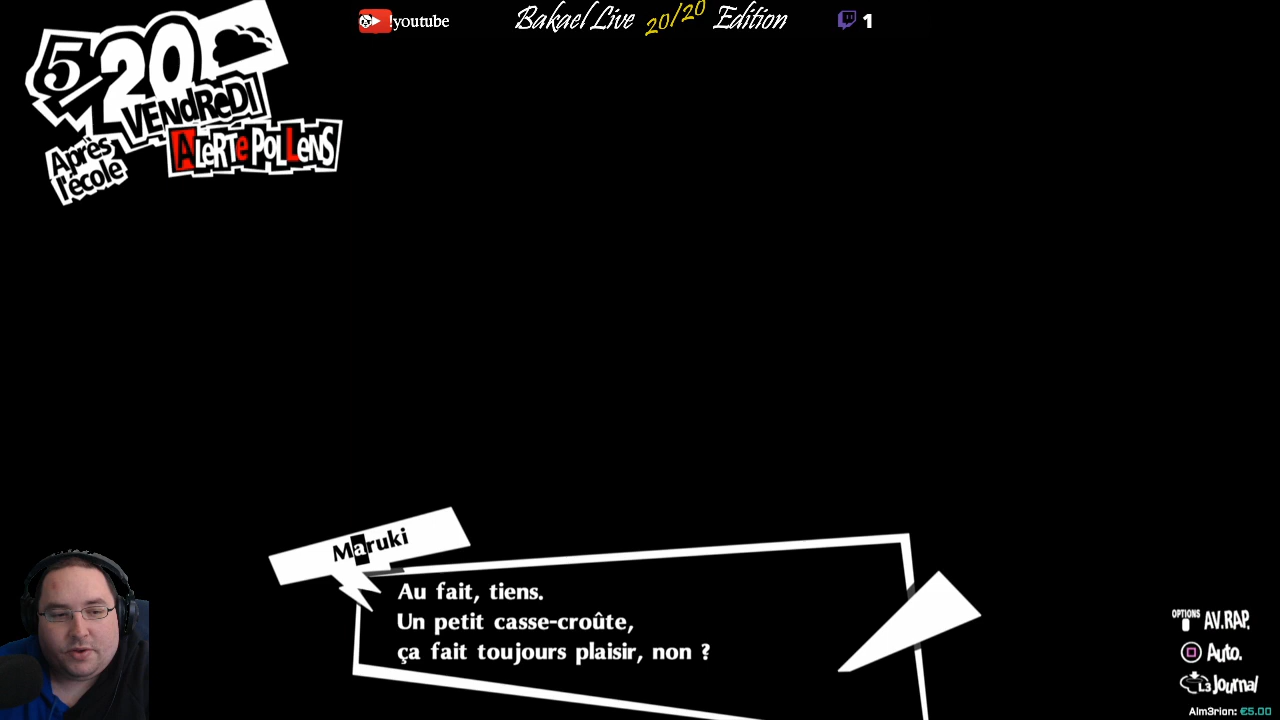 !youtube
Bakael Live 20/20 Edition
1
5/20
VENDREDI
Après l'école
ALERTE POLLENS
Maruki
Au fait, tiens.
Un petit casse-croûte,
ça fait toujours plaisir, non ?
OPTIONS AV.RAP.
Auto.
L3 Journal
Alm3rion: €5.00